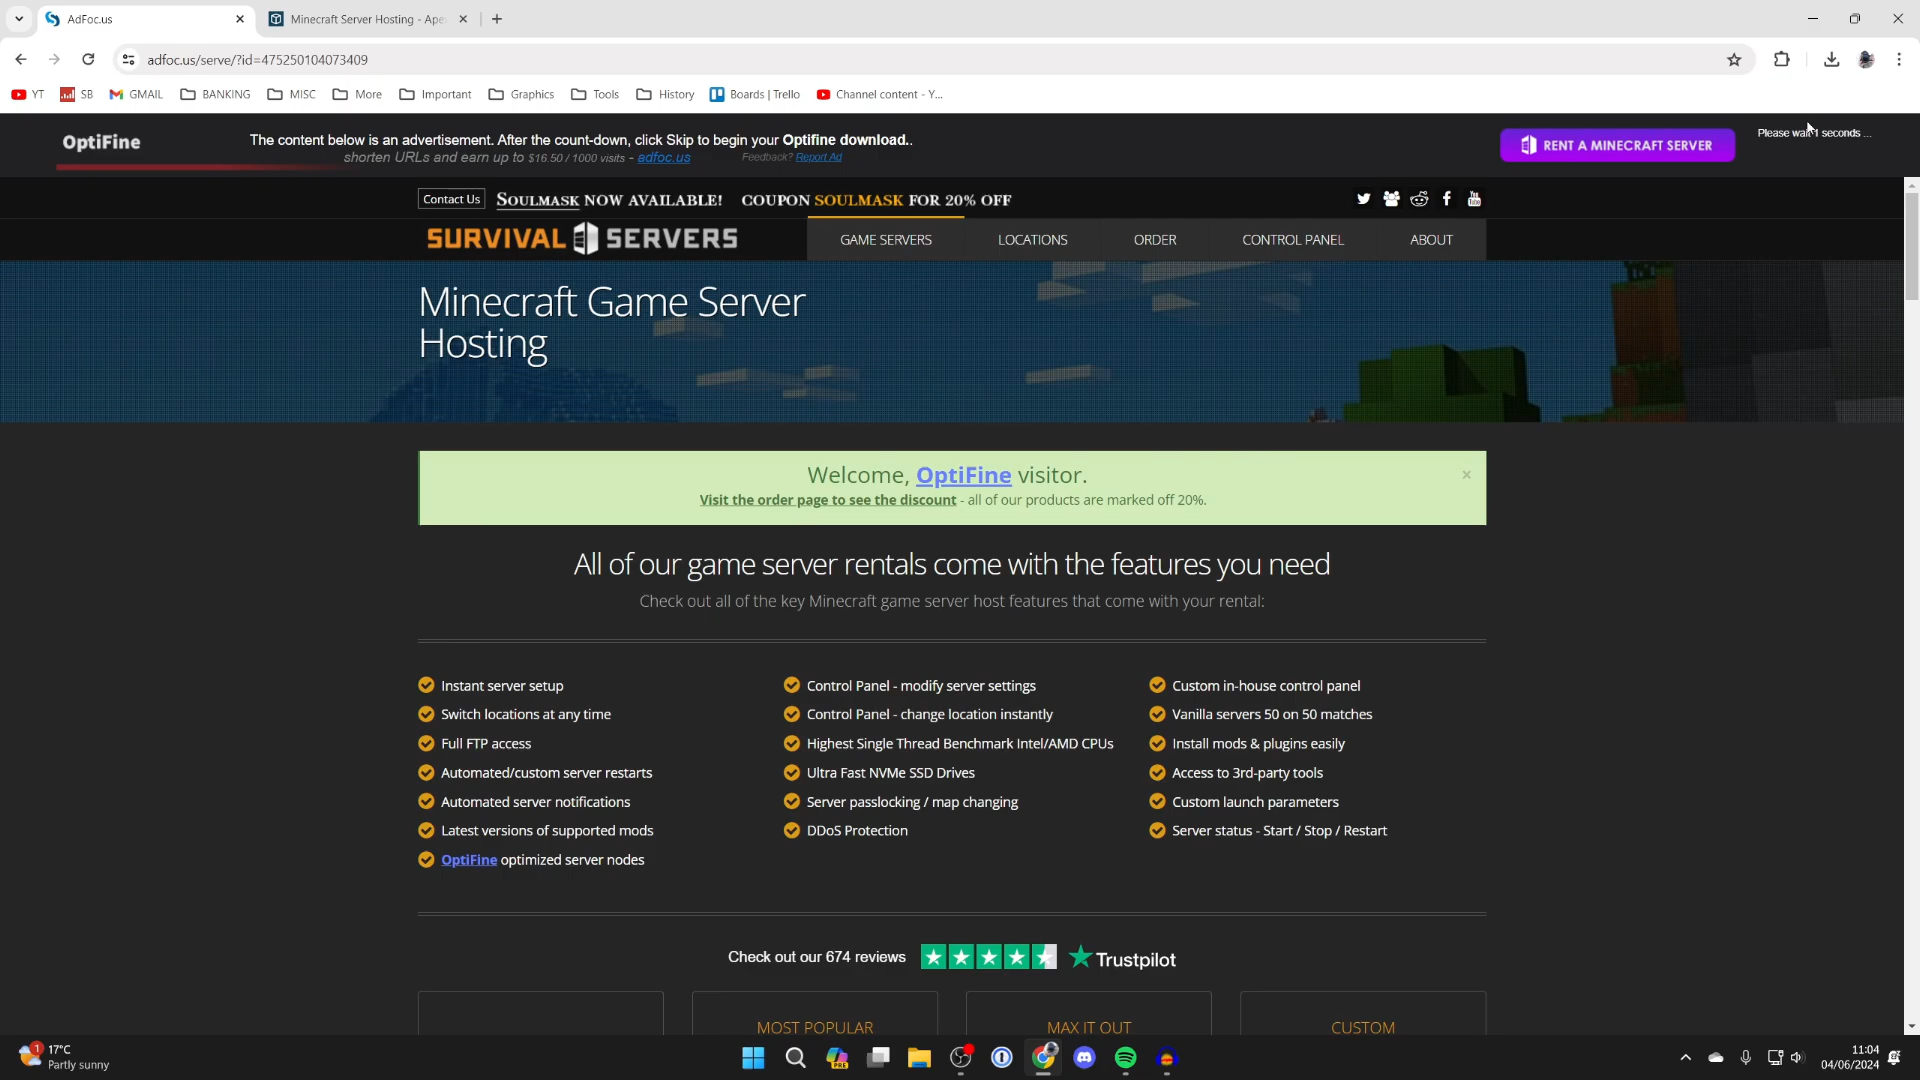 AdFoc.us
Minecraft Server Hosting - Ape
adfoc.us/serve/?id=475250104073409
YT
SB
GMAIL
BANKING
MISC
More
Important
Graphics
Tools
History
Boards | Trello
Channel content - Y...
OptiFine
The content below is an advertisement. After the count-down, click Skip to begin your Optifine download..
shorten URLs and earn up to $16.50 / 1000 visits - adfoc.us
Feedback? Report Ad
RENT A MINECRAFT SERVER
Please wait 1 seconds ...
Contact Us
SOULMASK NOW AVAILABLE! COUPON SOULMASK FOR 20% OFF
SURVIVAL SERVERS
GAME SERVERS
LOCATIONS
ORDER
CONTROL PANEL
ABOUT
Minecraft Game Server
Hosting
Welcome, OptiFine visitor.
Visit the order page to see the discount - all of our products are marked off 20%.
All of our game server rentals come with the features you need
Check out all of the key Minecraft game server host features that come with your rental:
Instant server setup
Switch locations at any time
Full FTP access
Automated/custom server restarts
Automated server notifications
Latest versions of supported mods
OptiFine optimized server nodes
Control Panel - modify server settings
Control Panel - change location instantly
Highest Single Thread Benchmark Intel/AMD CPUs
Ultra Fast NVMe SSD Drives
Server passlocking / map changing
DDoS Protection
Custom in-house control panel
Vanilla servers 50 on 50 matches
Install mods & plugins easily
Access to 3rd-party tools
Custom launch parameters
Server status - Start / Stop / Restart
Check out our 674 reviews
Trustpilot
MOST POPULAR
MAX IT OUT
CUSTOM
1
17°C
Partly sunny
PRE
11:04
04/06/2024